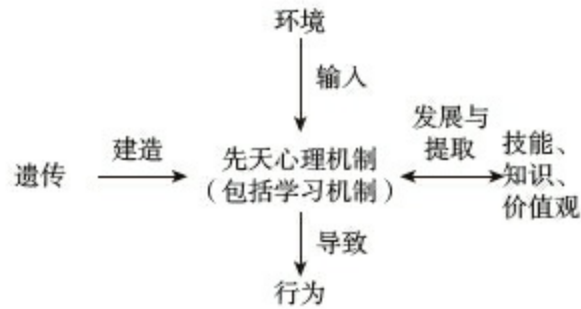 环境
输入
发展与
提取
建造
先天心理机制
（包括学习机制）
遗传
技能、
知识、
价值观
导致
行为